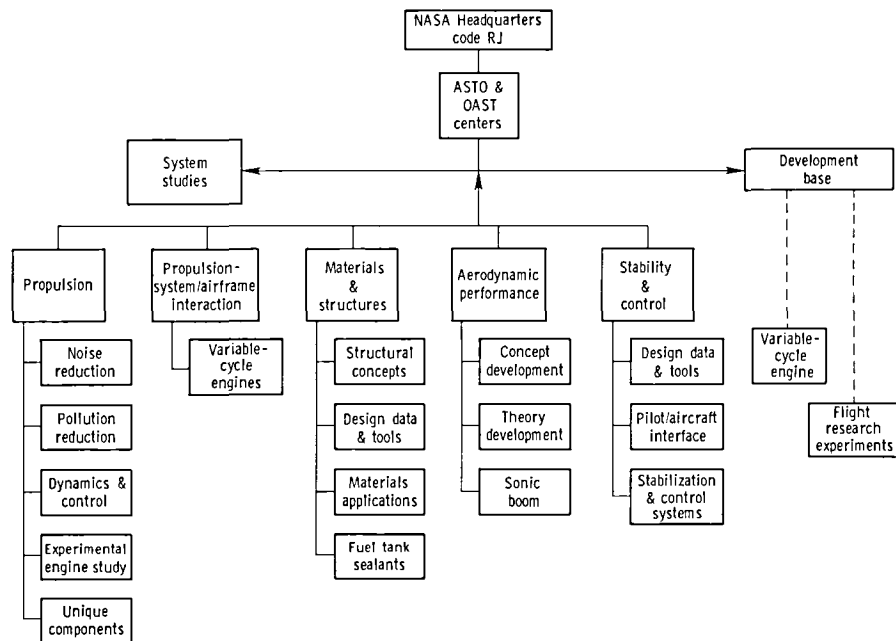 NASA Headquarters
code RJ
ASTO &
OAST
centers
System
studies
Development
base
Propulsion
Propulsion-
system/airframe
interaction
Materials
&
structures
Aerodynamic
performance
Stability
&
control
Noise
reduction
Pollution
reduction
Dynamics &
control
Experimental
engine study
Unique
components
Variable-
cycle
engines
Structural
concepts
Design data
& tools
Materials
applications
Fuel tank
sealants
Concept
development
Theory
development
Sonic
boom
Design data
& tools
Pilot/aircraft
interface
Stabilization
& control
systems
Variable-
cycle
engine
Flight
research
experiments